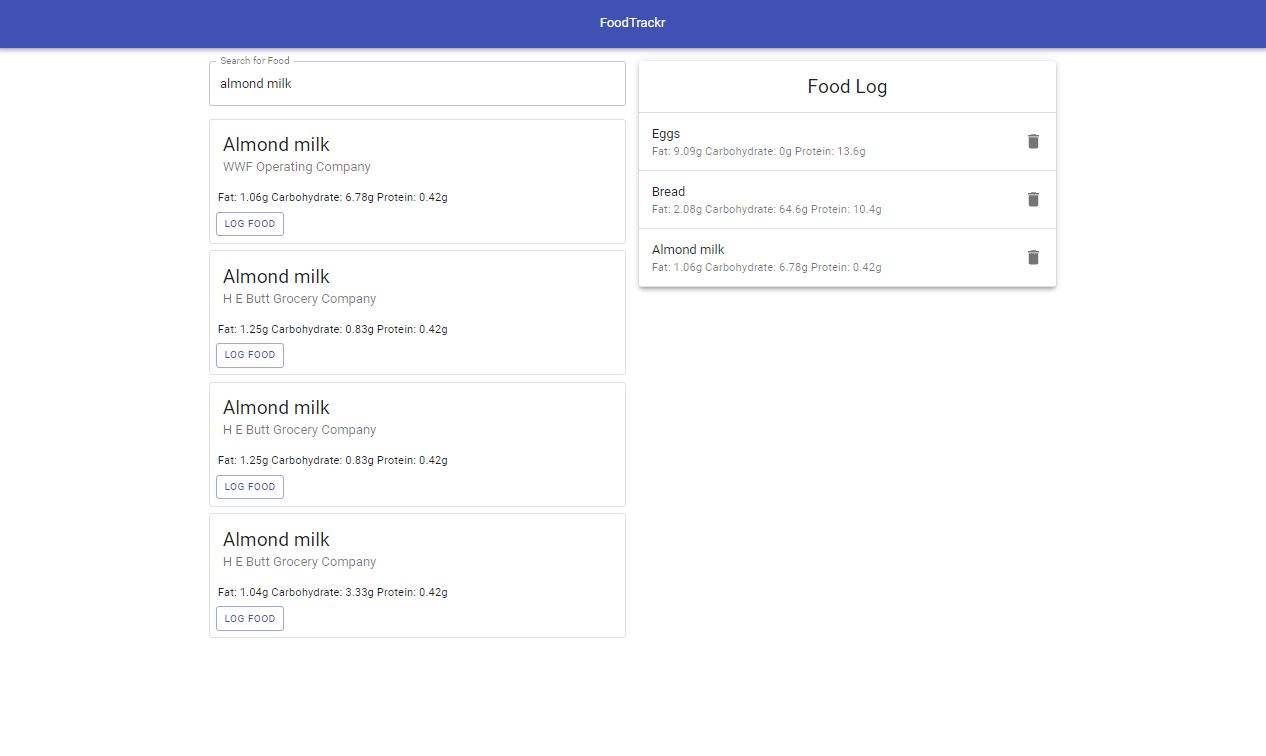 FoodTrackr
Search for Food
almond milk
Almond milk
WWF Operating Company
Fat: 1.06g Carbohydrate: 6.78g Protein: 0.42g
LOG FOOD
Almond milk
H E Butt Grocery Company
Fat: 1.25g Carbohydrate: 0.83g Protein: 0.42g
LOG FOOD
Almond milk
H E Butt Grocery Company
Fat: 1.25g Carbohydrate: 0.83g Protein: 0.42g
LOG FOOD
Almond milk
H E Butt Grocery Company
Fat: 1.04g Carbohydrate: 3.33g Protein: 0.42g
LOG FOOD
Food Log
Eggs
Fat: 9.09g Carbohydrate: 0g Protein: 13.6g
Bread
Fat: 2.08g Carbohydrate: 64.6g Protein: 10.4g
Almond milk
Fat: 1.06g Carbohydrate: 6.78g Protein: 0.42g